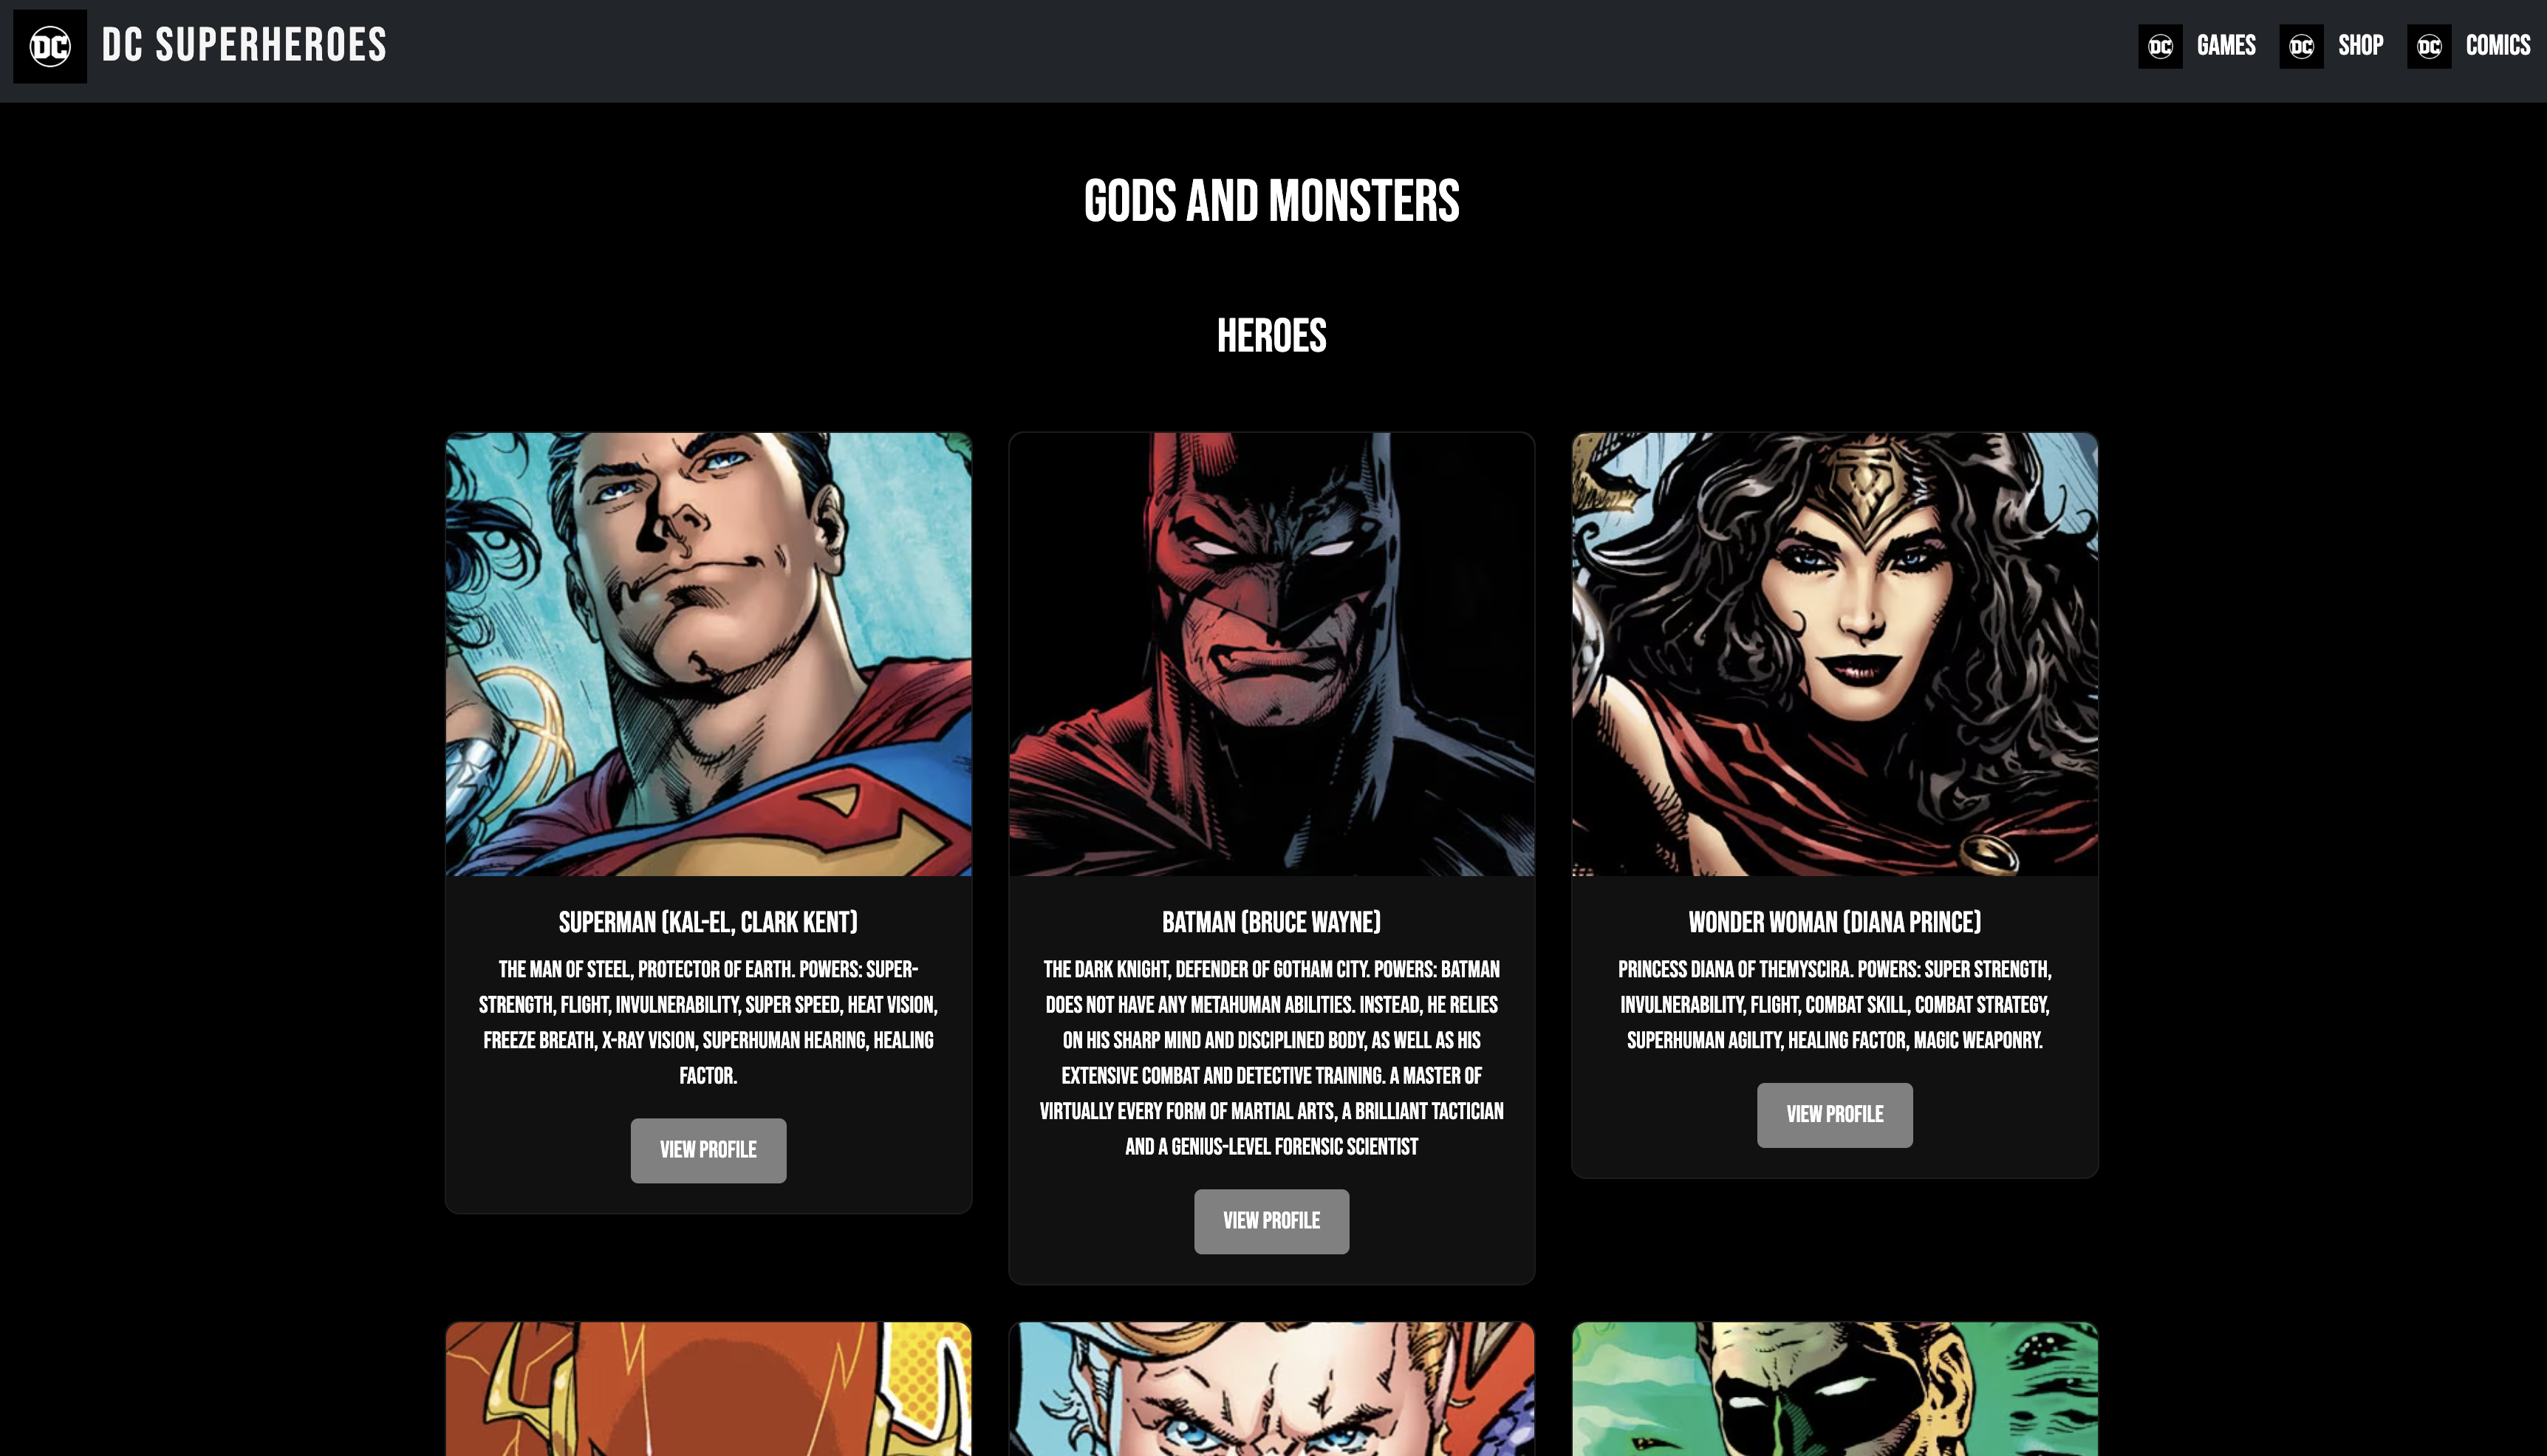 DC DC SUPERHEROES
DC GAMES DC SHOP DC COMICS
GODS AND MONSTERS
HEROES
SUPERMAN (KAL-EL, CLARK KENT)
THE MAN OF STEEL, PROTECTOR OF EARTH. POWERS: SUPER-
STRENGTH, FLIGHT, INVULNERABILITY, SUPER SPEED, HEAT VISION,
FREEZE BREATH, X-RAY VISION, SUPERHUMAN HEARING, HEALING
FACTOR.
VIEW PROFILE
BATMAN (BRUCE WAYNE)
THE DARK KNIGHT, DEFENDER OF GOTHAM CITY. POWERS: BATMAN
DOES NOT HAVE ANY METAHUMAN ABILITIES. INSTEAD, HE RELIES
ON HIS SHARP MIND AND DISCIPLINED BODY, AS WELL AS HIS
EXTENSIVE COMBAT AND DETECTIVE TRAINING. A MASTER OF
VIRTUALLY EVERY FORM OF MARTIAL ARTS, A BRILLIANT TACTICIAN
AND A GENIUS-LEVEL FORENSIC SCIENTIST
VIEW PROFILE
WONDER WOMAN (DIANA PRINCE)
PRINCESS DIANA OF THEMYSCIRA. POWERS: SUPER STRENGTH,
INVULNERABILITY, FLIGHT, COMBAT SKILL, COMBAT STRATEGY,
SUPERHUMAN AGILITY, HEALING FACTOR, MAGIC WEAPONRY.
VIEW PROFILE